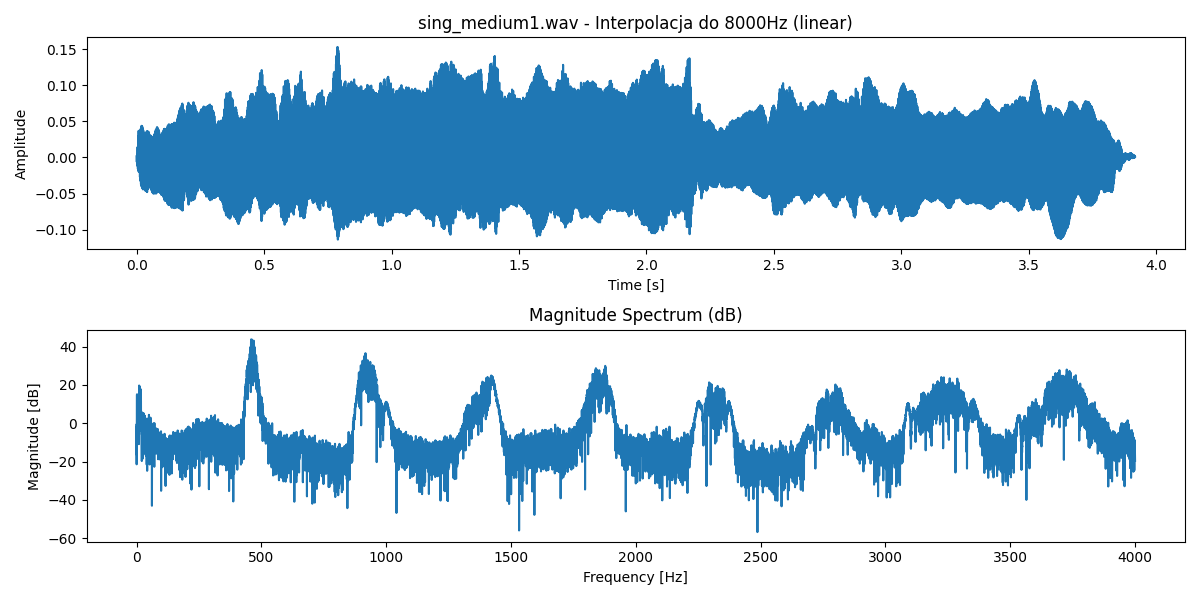 sing_medium1.wav - Interpolacja do 8000Hz (linear)
0.15
0.10
0.05
0.00
−0.05
−0.10
Amplitude
0.0 0.5 1.0 1.5 2.0 2.5 3.0 3.5 4.0
Time [s]
Magnitude Spectrum (dB)
40
20
0
−20
−40
−60
Magnitude [dB]
0 500 1000 1500 2000 2500 3000 3500 4000
Frequency [Hz]